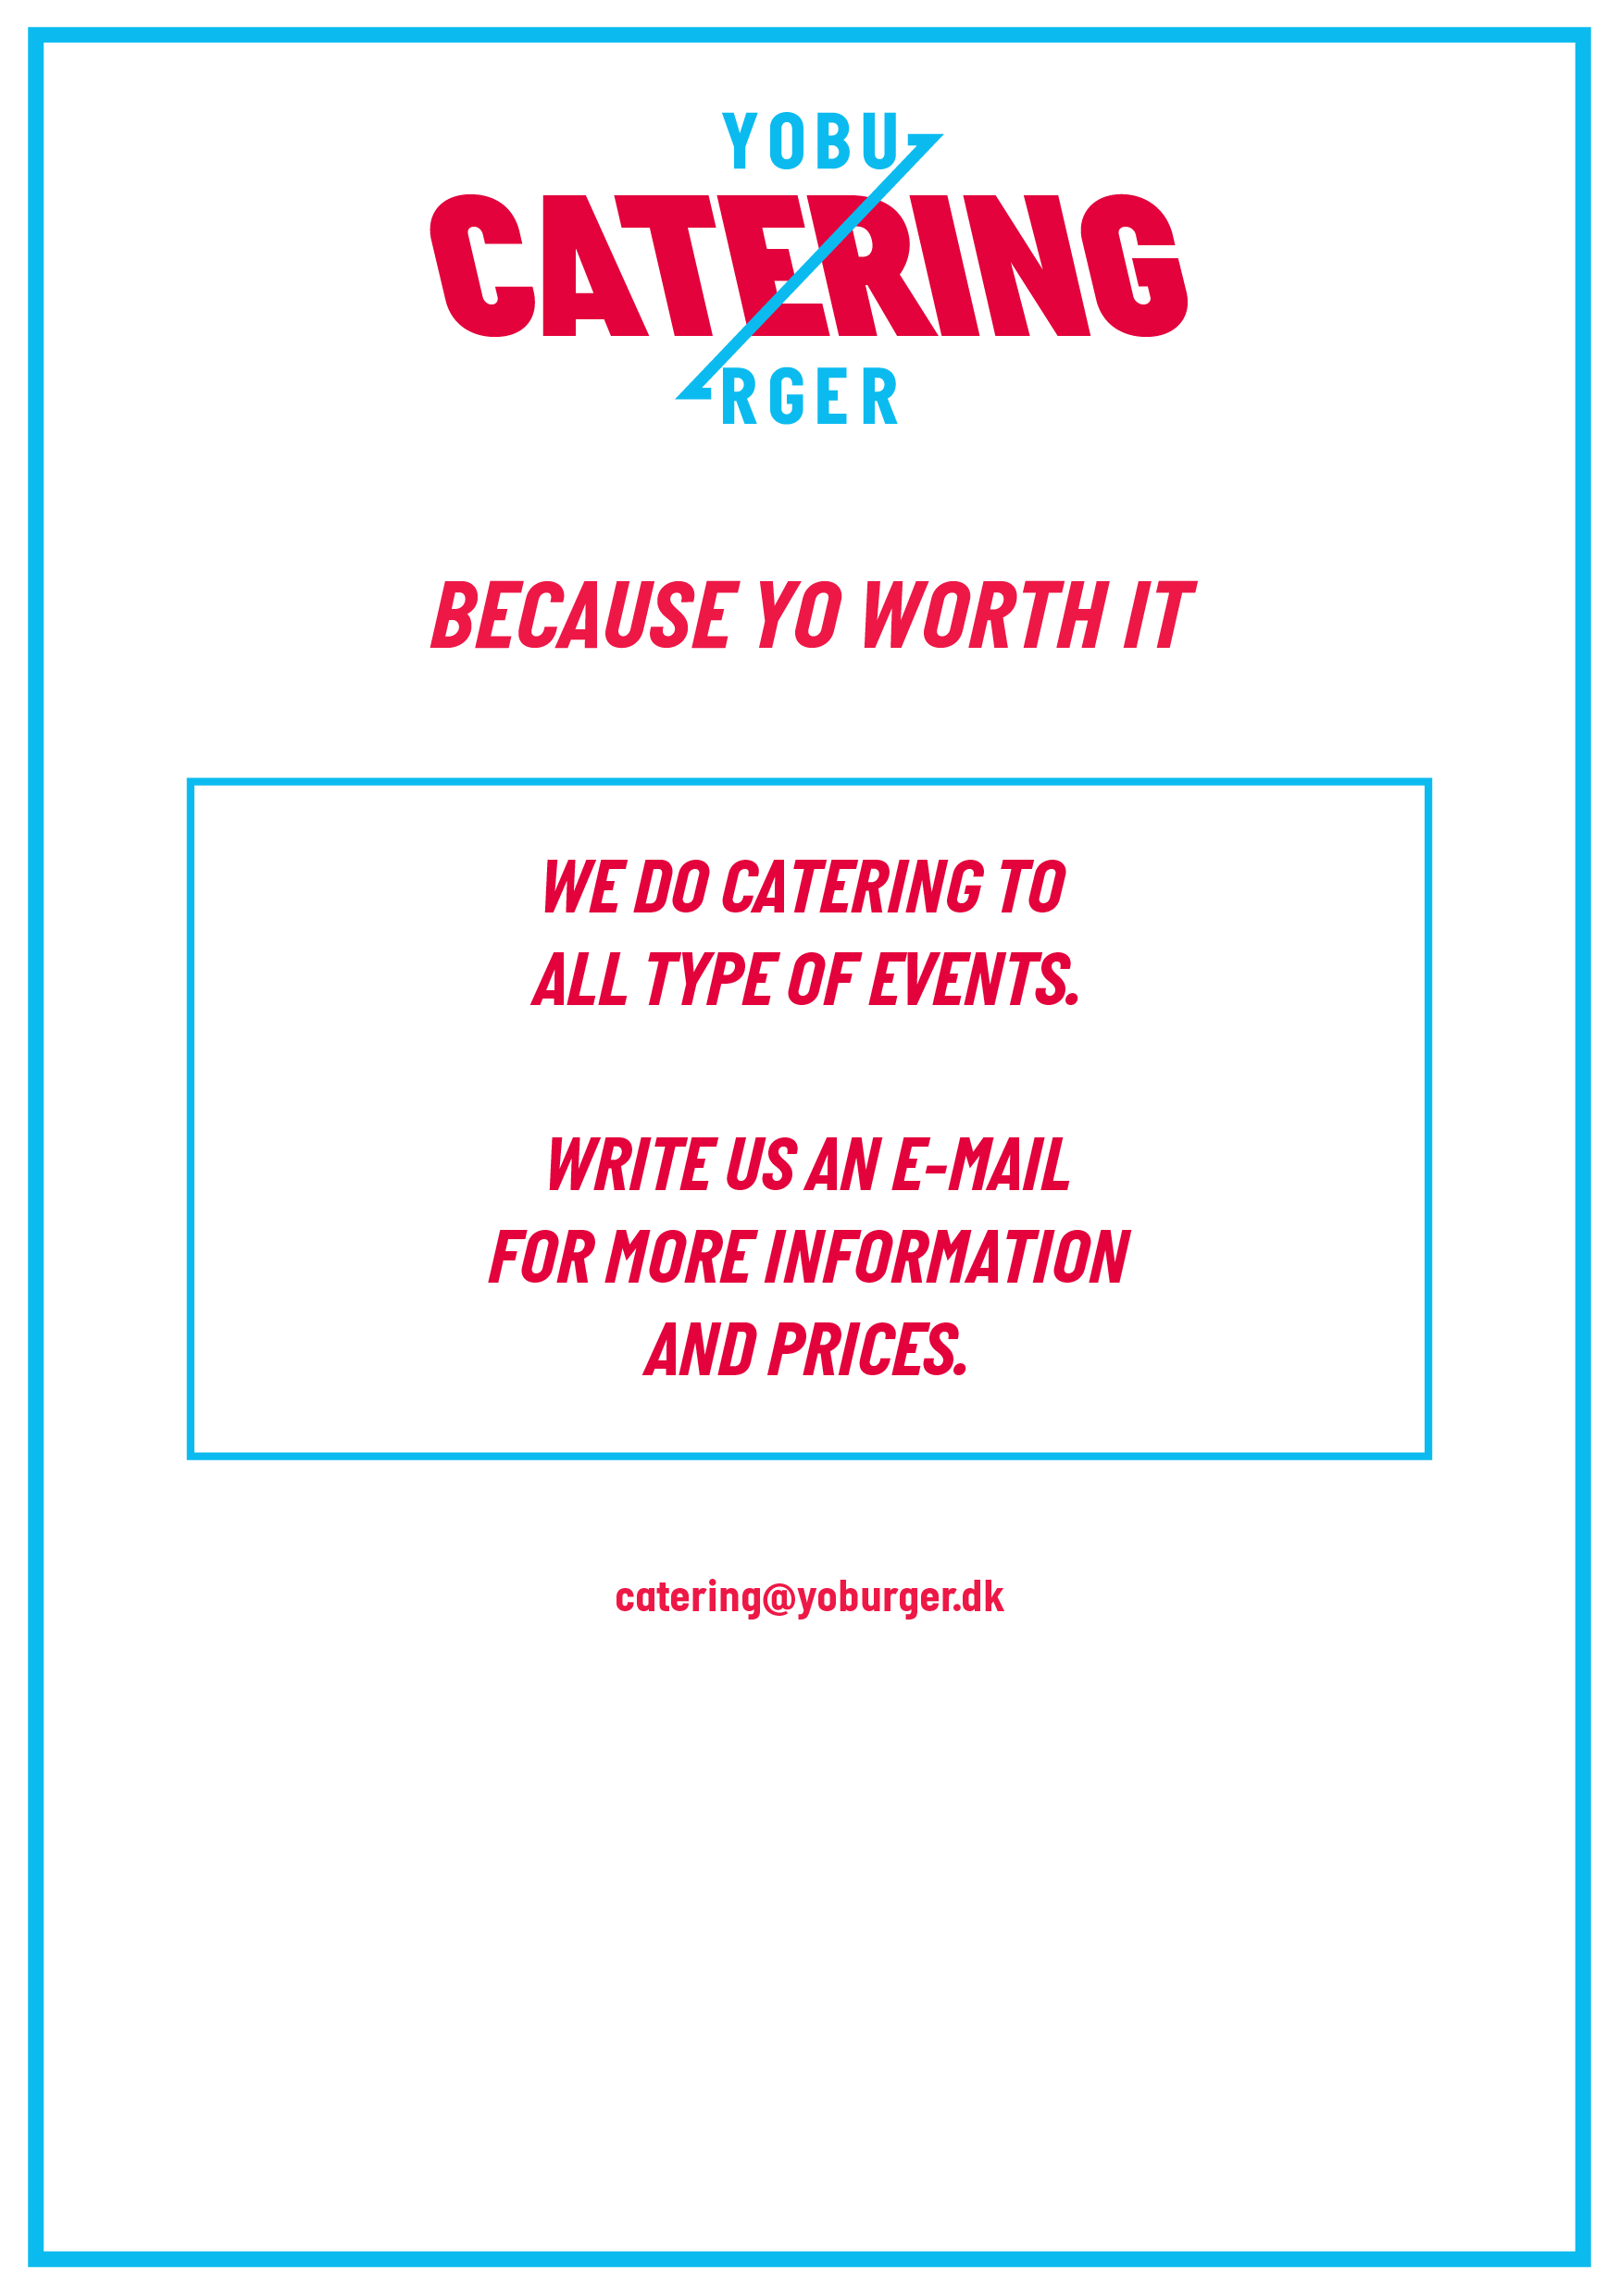 YOBU
CATERING
RGER
BECAUSE YO WORTH IT
WE DO CATERING TO
ALL TYPE OF EVENTS.
WRITE US AN E-MAIL
FOR MORE INFORMATION
AND PRICES.
catering@yoburger.dk